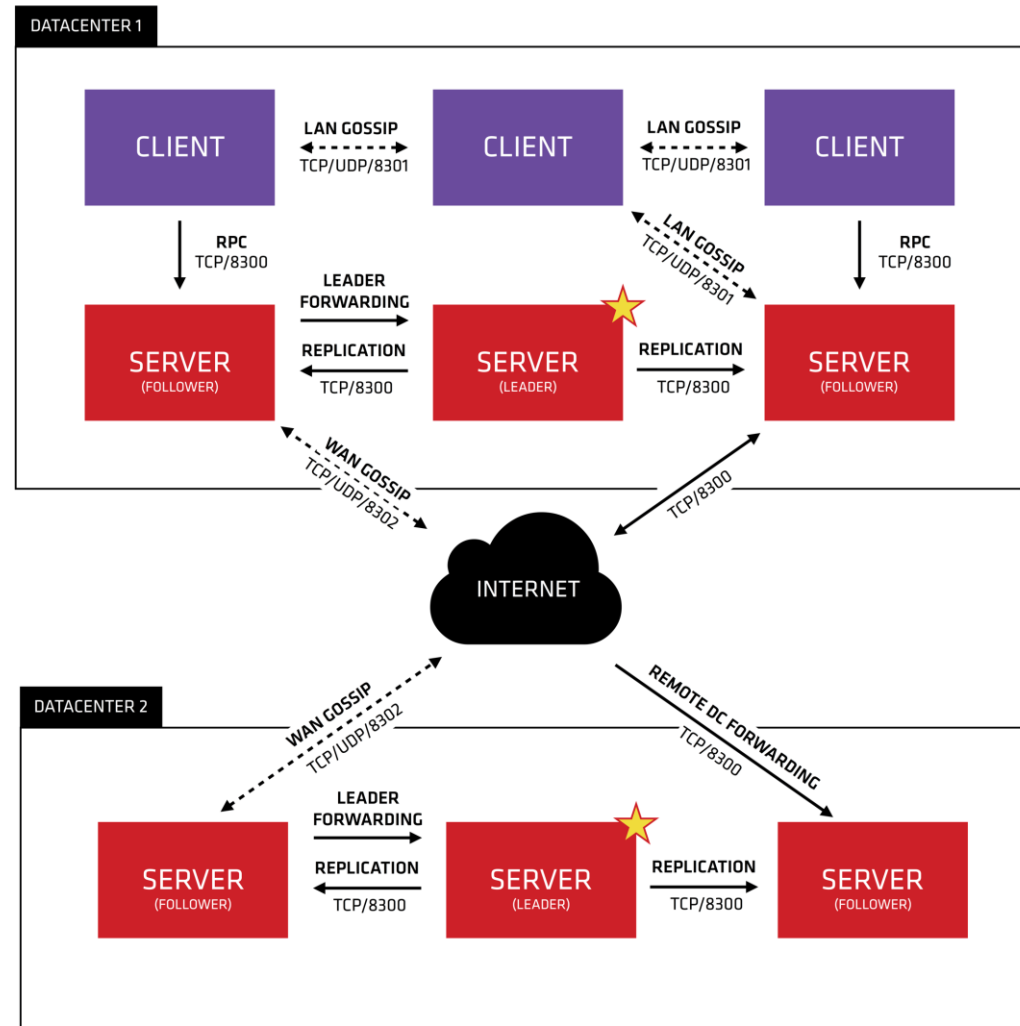 DATACENTER 1
CLIENT
LAN GOSSIP
TCP/UDP/8301
CLIENT
LAN GOSSIP
TCP/UDP/8301
CLIENT
RPC
TCP/8300
LAN GOSSIP
TCP/UDP/8301
RPC
TCP/8300
LEADER
FORWARDING
SERVER
(FOLLOWER)
REPLICATION
TCP/8300
SERVER
(LEADER)
REPLICATION
TCP/8300
SERVER
(FOLLOWER)
WAN GOSSIP
TCP/UDP/8302
TCP/8300
INTERNET
DATACENTER 2
WAN GOSSIP
TCP/UDP/8302
REMOTE DC FORWARDING
TCP/8300
LEADER
FORWARDING
SERVER
(FOLLOWER)
REPLICATION
TCP/8300
SERVER
(LEADER)
REPLICATION
TCP/8300
SERVER
(FOLLOWER)